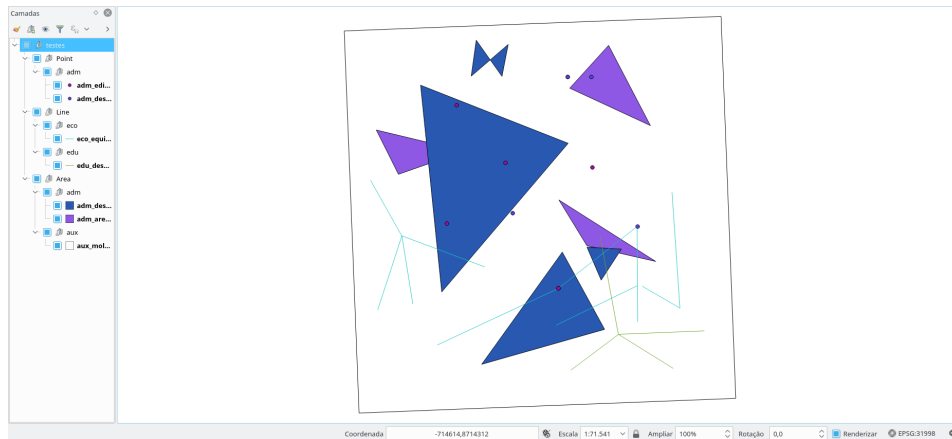 Camadas
testes
Point
adm
adm_edi...
adm_des...
Line
eco
eco_equi...
edu
edu_des...
Area
adm
adm_des...
adm_are...
aux
aux_mol...
Coordenada -714614,8714312 Escala 1:71.541 Ampliar 100% Rotação 0,0 Renderizar EPSG:31998